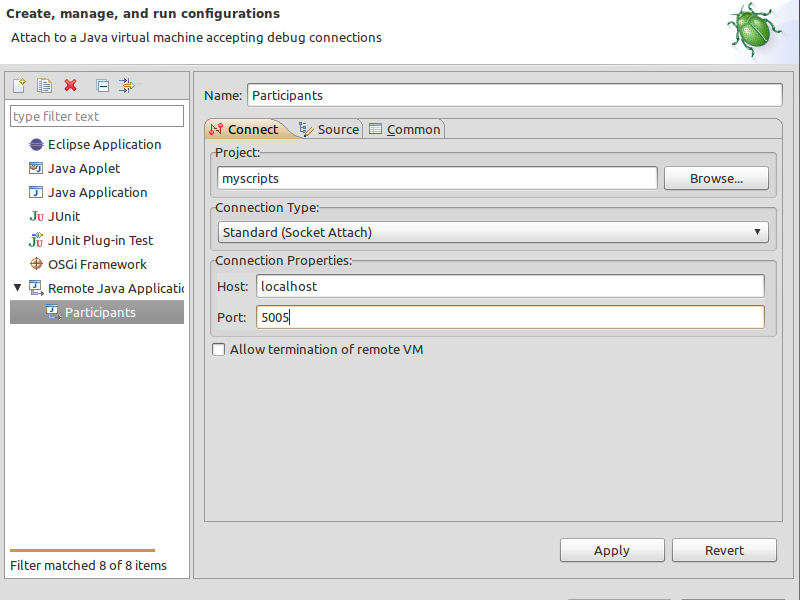 Create, manage, and run configurations
Attach to a Java virtual machine accepting debug connections
type filter text
Eclipse Application
Java Applet
Java Application
JUnit
JUnit Plug-in Test
OSGi Framework
Remote Java Applicatio
Participants
Filter matched 8 of 8 items
Name: Participants
Connect Source Common
Project:
myscripts Browse...
Connection Type:
Standard (Socket Attach)
Connection Properties:
Host: localhost
Port: 5005
Allow termination of remote VM
Apply Revert